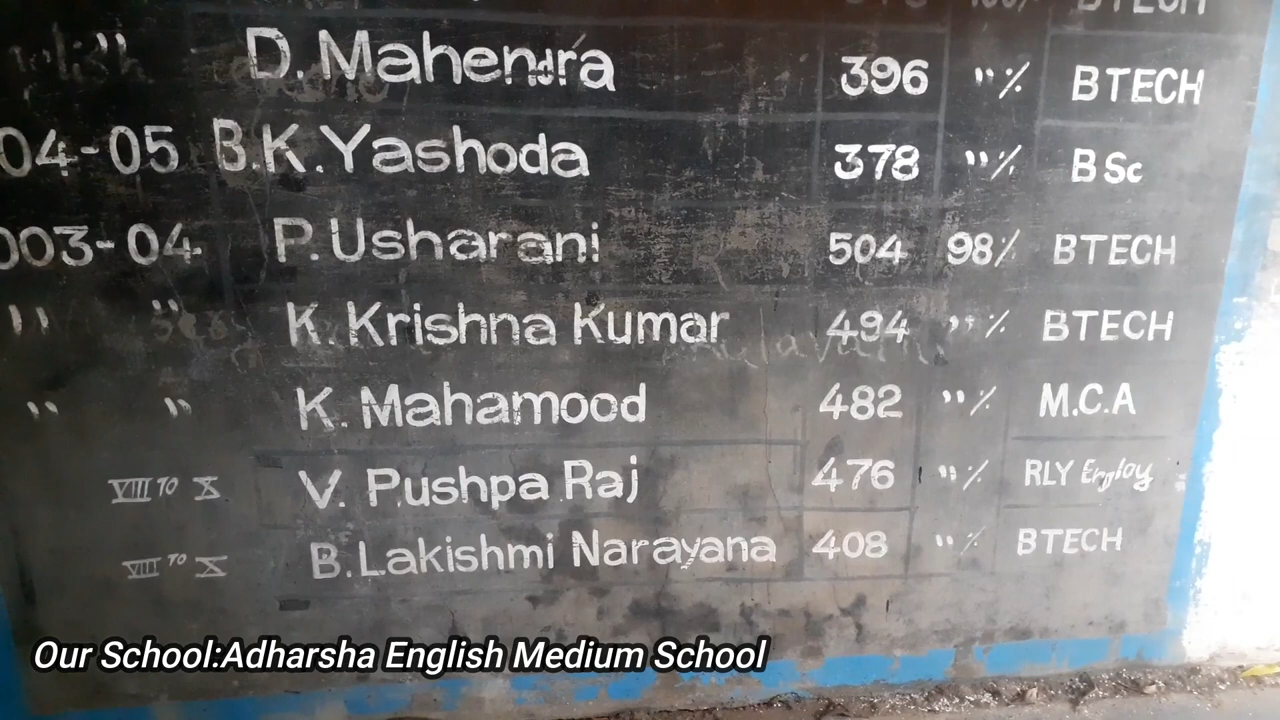 BTECH
D. Mahendra 396 "% BTECH
04-05 B.K. Yashoda 378 "% BSc
003-04 P. Usharani 504 98% BTECH
" " K. Krishna Kumar 494 "% BTECH
" " K. Mahamood 482 "% M.C.A
VIII TO X V. Pushpa Raj 476 "% RLY Employ
VIII TO X B. Lakishmi Narayana 408 "% BTECH
Our School:Adharsha English Medium School